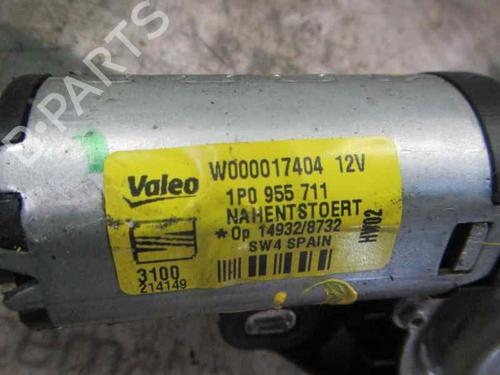 B-PARTS
Valeo
W000017404 12V
1P0 955 711
NAHENTSTOERT
*Op 14932/8732
SW4 SPAIN
HW02
3100
214149